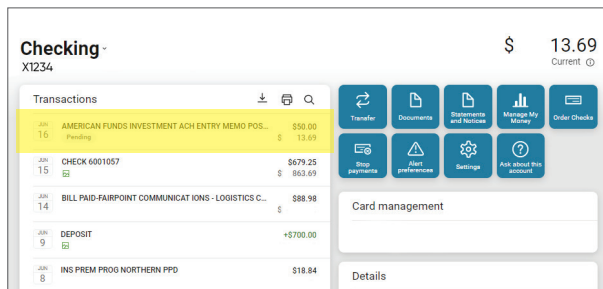 Checking
X1234
$ 13.69
Current
Transactions
JUN 16 AMERICAN FUNDS INVESTMENT ACH ENTRY MEMO POS... $50.00
Pending $ 13.69
JUN 15 CHECK 6001057 $679.25
$ 863.69
JUN 14 BILL PAID-FAIRPOINT COMMUNICAT IONS - LOGISTICS C... $88.98
$
JUN 9 DEPOSIT +$700.00
JUN 8 INS PREM PROG NORTHERN PPD $18.84
Transfer
Documents
Statements and Notices
Manage My Money
Order Checks
Stop payments
Alert preferences
Settings
Ask about this account
Card management
Details